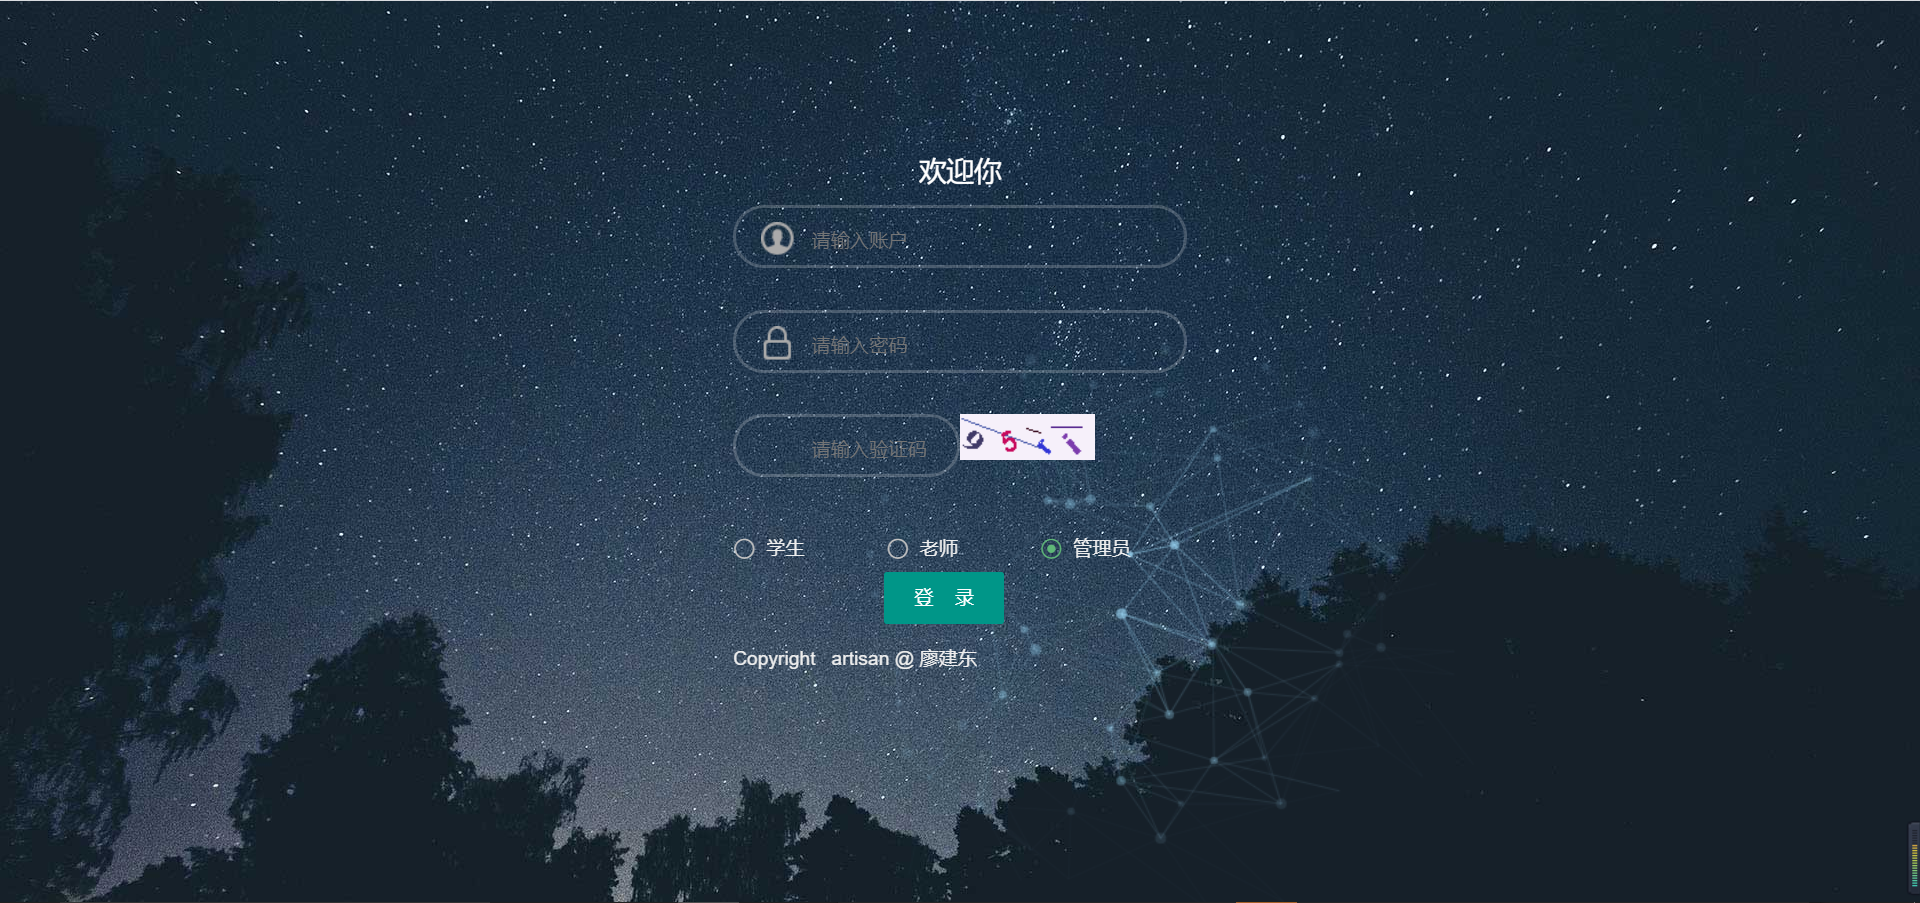 欢迎你
请输入账户
请输入密码
请输入验证码
学生 老师 管理员
登 录
Copyright artisan @ 廖建东